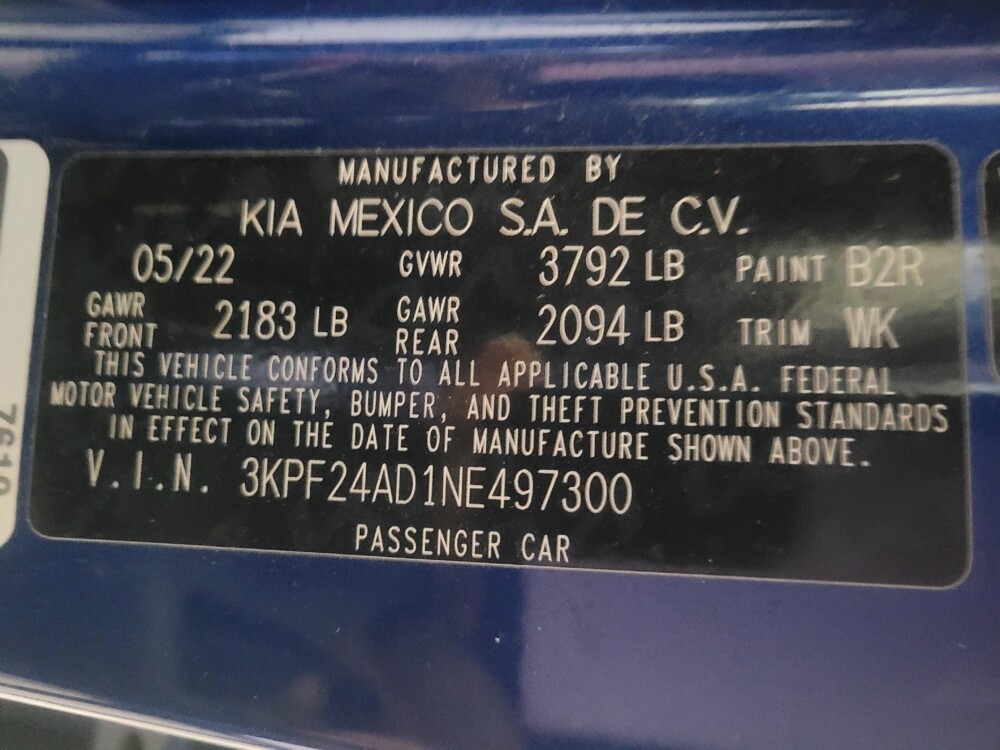 MANUFACTURED BY
KIA MEXICO S.A. DE C.V.
05/22 GVWR 3792 LB PAINT B2R
GAWR FRONT 2183 LB GAWR REAR 2094 LB TRIM WK
THIS VEHICLE CONFORMS TO ALL APPLICABLE U.S.A. FEDERAL
MOTOR VEHICLE SAFETY, BUMPER, AND THEFT PREVENTION STANDARDS
IN EFFECT ON THE DATE OF MANUFACTURE SHOWN ABOVE.
V.I.N. 3KPF24AD1NE497300
PASSENGER CAR